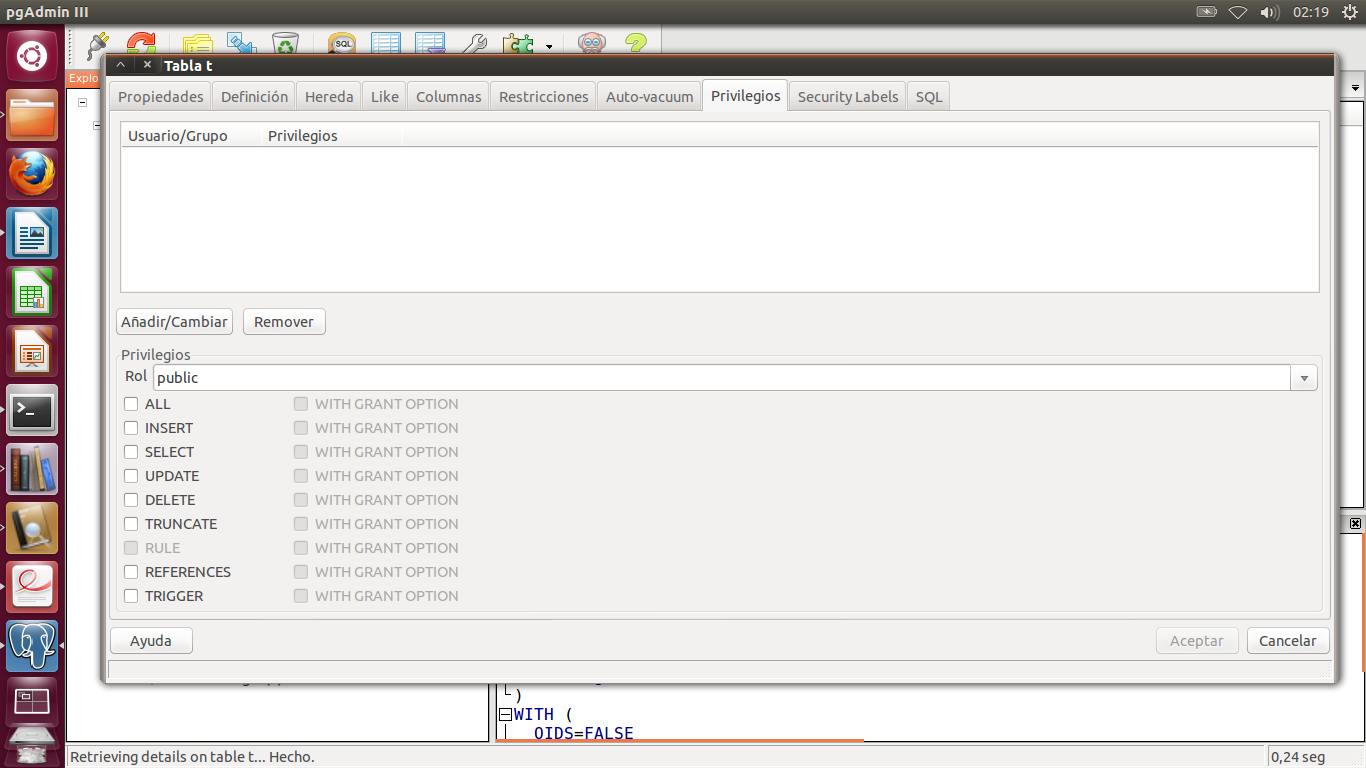 pgAdmin III
02:19
SQL
Explo
Tabla t
Propiedades Definición Hereda Like Columnas Restricciones Auto-vacuum Privilegios Security Labels SQL
Usuario/Grupo Privilegios
Añadir/Cambiar Remover
Privilegios
Rol public
ALL WITH GRANT OPTION
INSERT WITH GRANT OPTION
SELECT WITH GRANT OPTION
UPDATE WITH GRANT OPTION
DELETE WITH GRANT OPTION
TRUNCATE WITH GRANT OPTION
RULE WITH GRANT OPTION
REFERENCES WITH GRANT OPTION
TRIGGER WITH GRANT OPTION
Ayuda Aceptar Cancelar
)
WITH (
OIDS=FALSE
Retrieving details on table t... Hecho. 0,24 seg